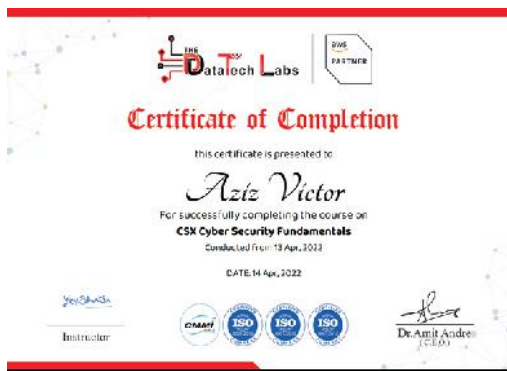 THE
DataTech Labs
aws
PARTNER
Certificate of Completion
this certificate is presented to
Aziz Victor
For successfully completing the course on
CSX Cyber Security Fundamentals
Conducted from 13 Apr, 2022
DATE:14 Apr, 2022
Instructor
CMMI
ISO
ISO
ISO
Dr.Amit Andre
(C.E.O.)